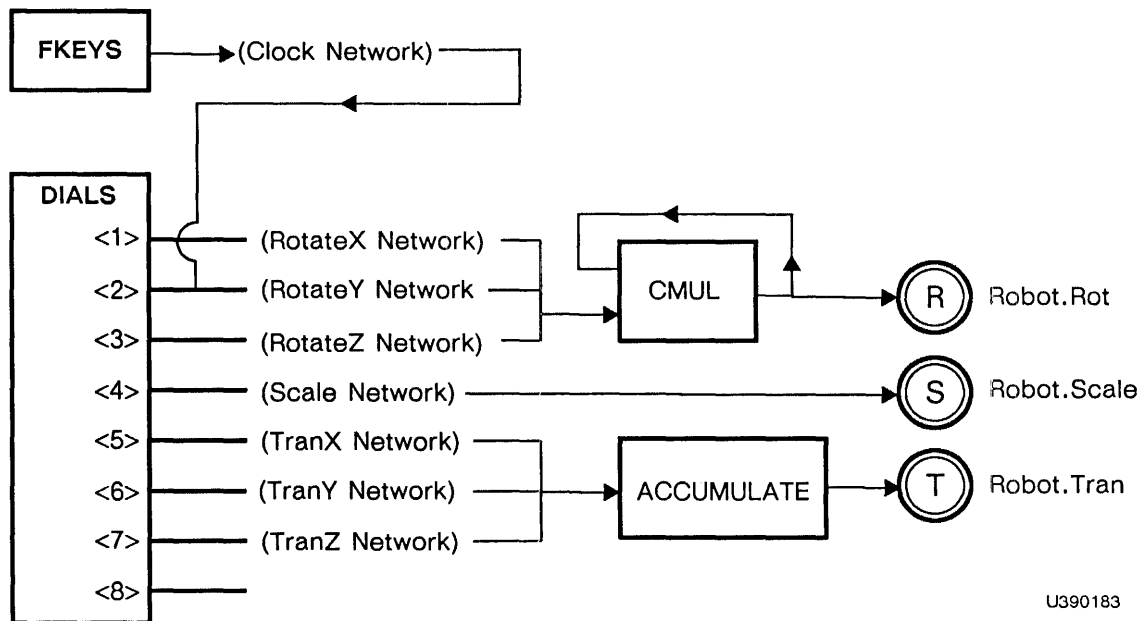 FKEYS
(Clock Network)
DIALS
<1> (RotateX Network)
<2> (RotateY Network
<3> (RotateZ Network)
<4> (Scale Network)
<5> (TranX Network)
<6> (TranY Network)
<7> (TranZ Network)
<8>
CMUL
ACCUMULATE
R Robot.Rot
S Robot.Scale
T Robot.Tran
U390183